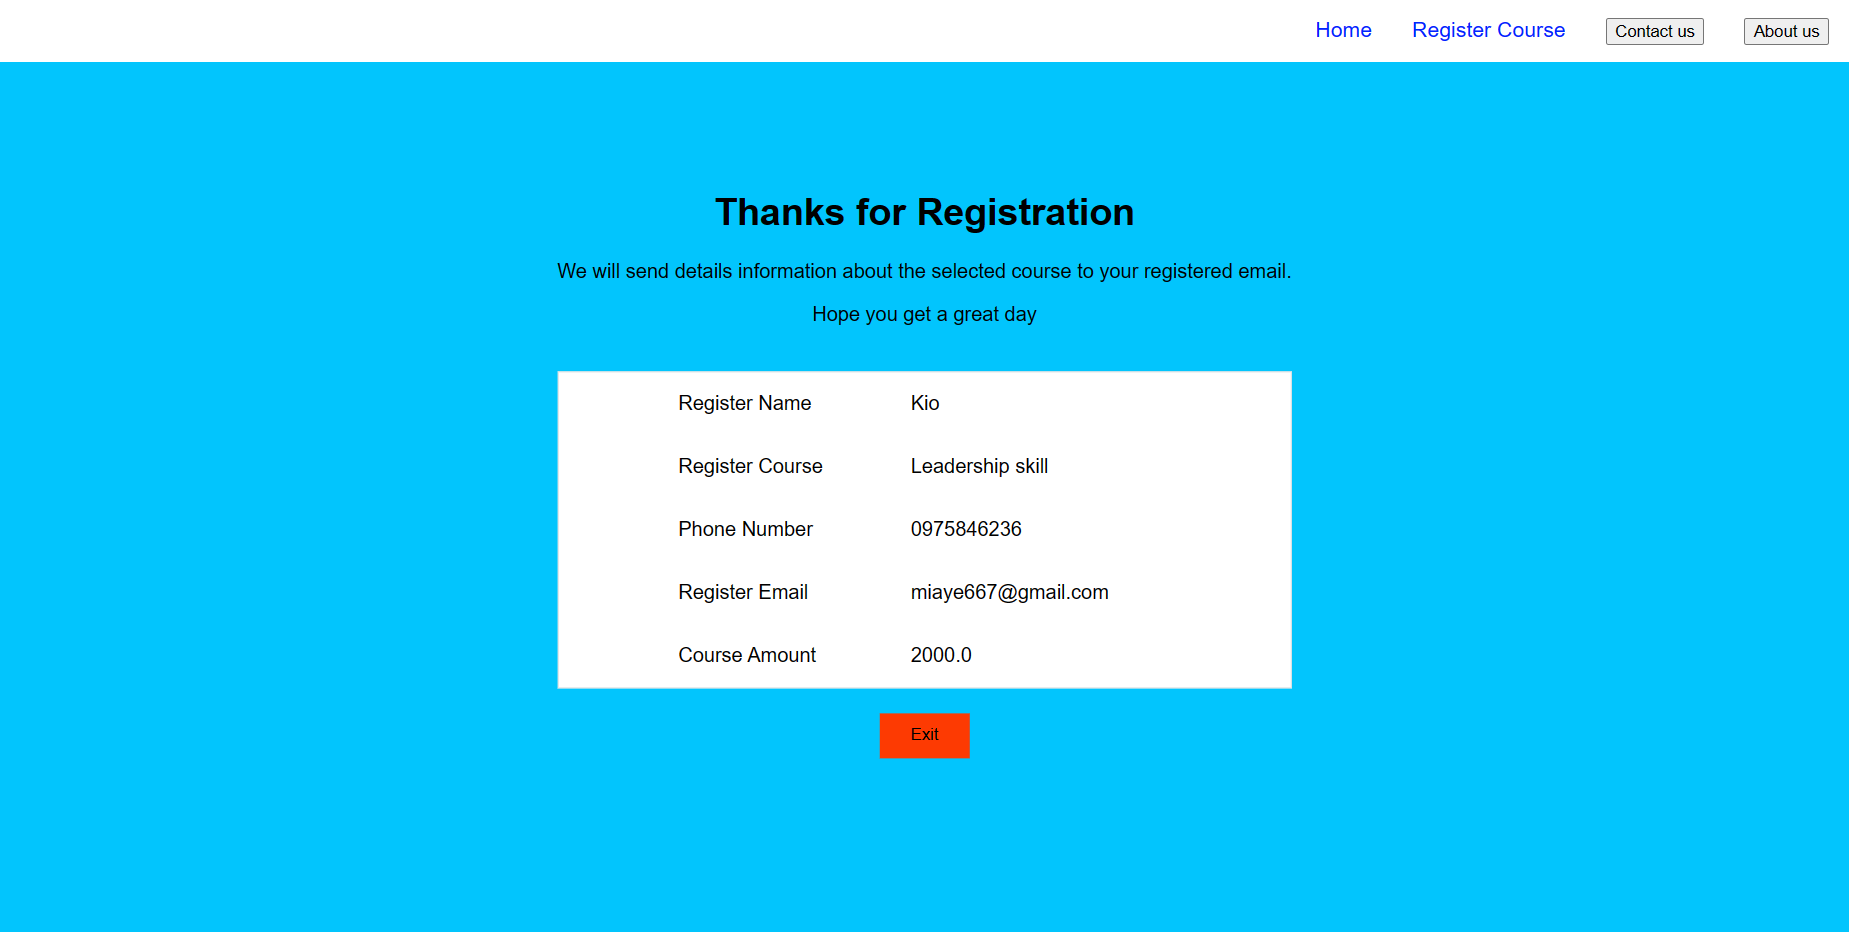 Home Register Course Contact us About us
Thanks for Registration
We will send details information about the selected course to your registered email.
Hope you get a great day
Register Name Kio
Register Course Leadership skill
Phone Number 0975846236
Register Email miaye667@gmail.com
Course Amount 2000.0
Exit